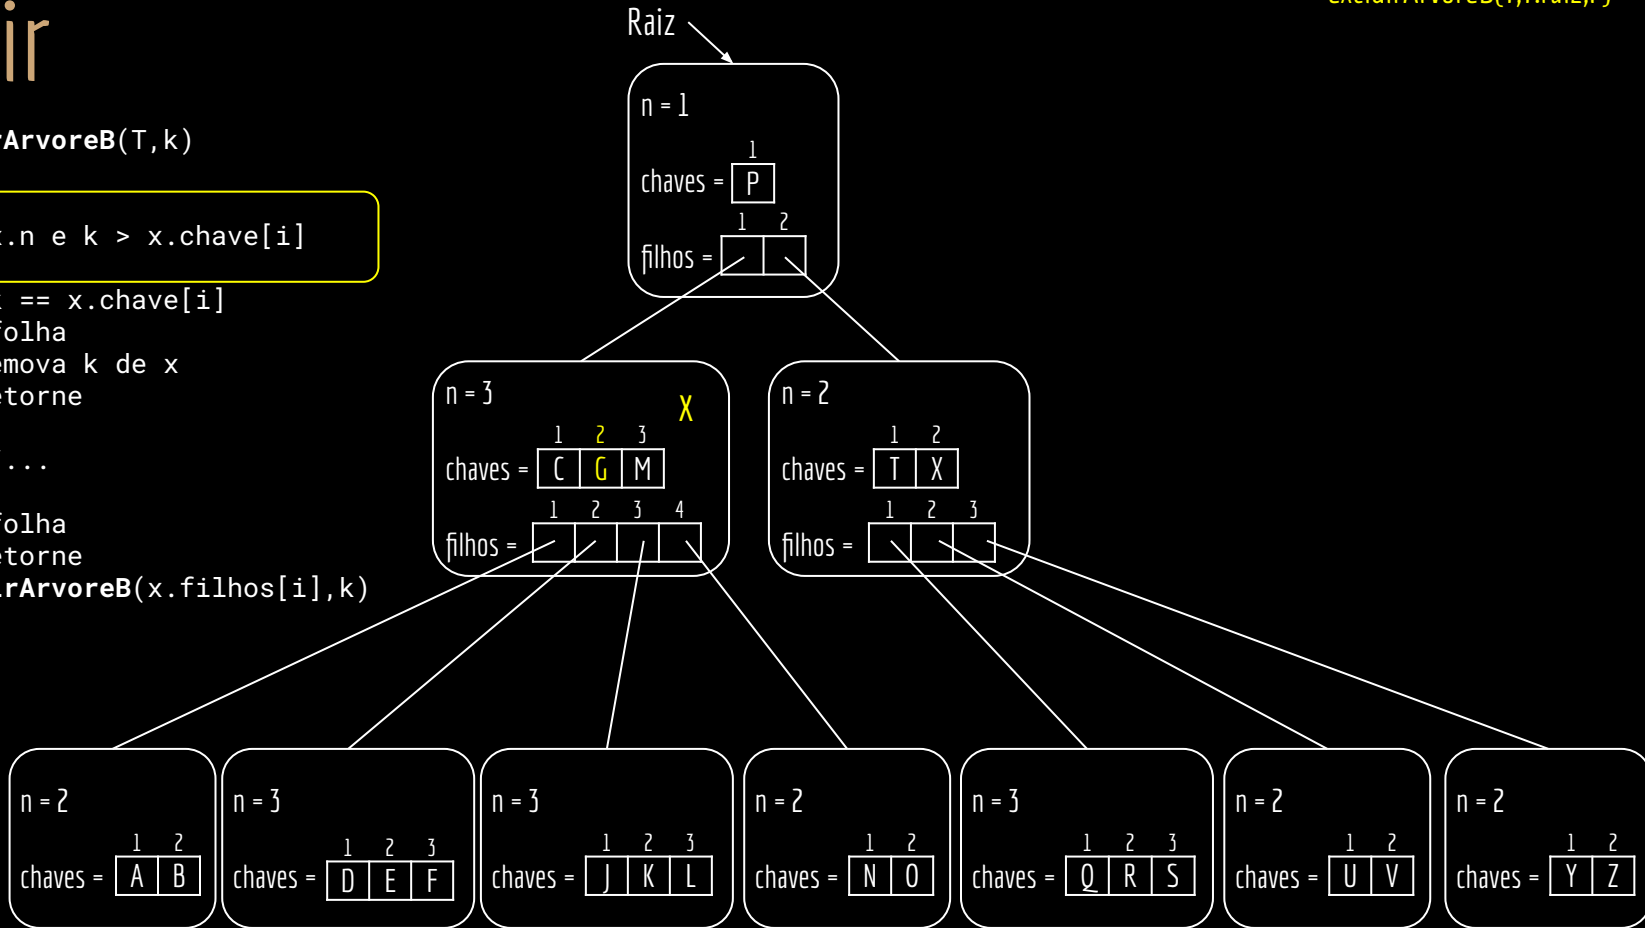 ir
rArvoreB(T,k)
x.n e k > x.chave[i]
k == x.chave[i]
folha
emova k de x
etorne
...
folha
etorne
irArvoreB(x.filhos[i],k)
Raiz
n = 1
1
chaves = P
1 2
filhos =
n = 3
X
1 2 3
chaves = C G M
1 2 3 4
filhos =
n = 2
1 2
chaves = T X
1 2 3
filhos =
n = 2
1 2
chaves = A B
n = 3
1 2 3
chaves = D E F
n = 3
1 2 3
chaves = J K L
n = 2
1 2
chaves = N O
n = 3
1 2 3
chaves = Q R S
n = 2
1 2
chaves = U V
n = 2
1 2
chaves = Y Z